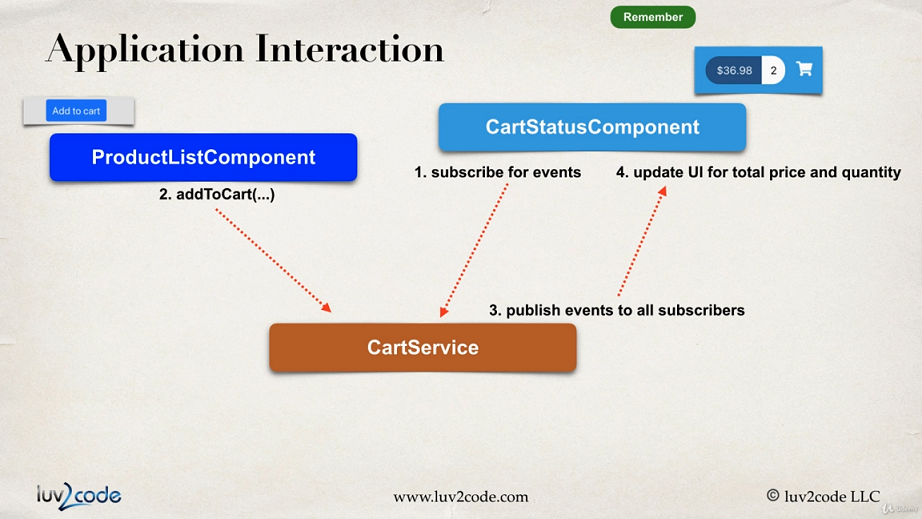 Remember
Application Interaction
$36.98 2
Add to cart
CartStatusComponent
ProductListComponent
1. subscribe for events
4. update UI for total price and quantity
2. addToCart(...)
3. publish events to all subscribers
CartService
luv2code
www.luv2code.com
© luv2code LLC
Udemy